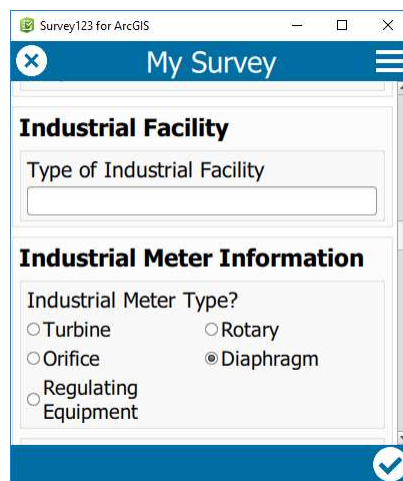 Survey123 for ArcGIS
My Survey
Industrial Facility
Type of Industrial Facility
Industrial Meter Information
Industrial Meter Type?
Turbine
Rotary
Orifice
Diaphragm
Regulating
Equipment